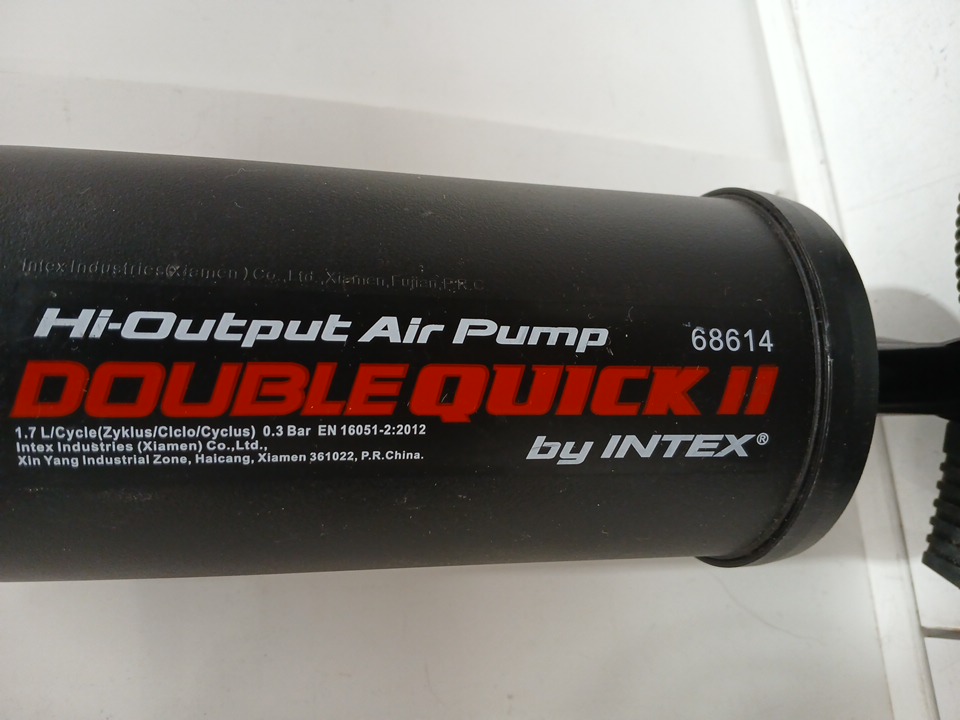 Intex Industries(Xiamen) Co.,Ltd.,Xiamen,Fujian,P.R.C
Hi-Output Air Pump
68614
DOUBLE QUICK II
1.7 L/Cycle(Zyklus/Ciclo/Cyclus) 0.3 Bar EN 16051-2:2012
Intex Industries (Xiamen) Co.,Ltd.,
Xin Yang Industrial Zone, Haicang, Xiamen 361022, P.R.China.
by INTEX®